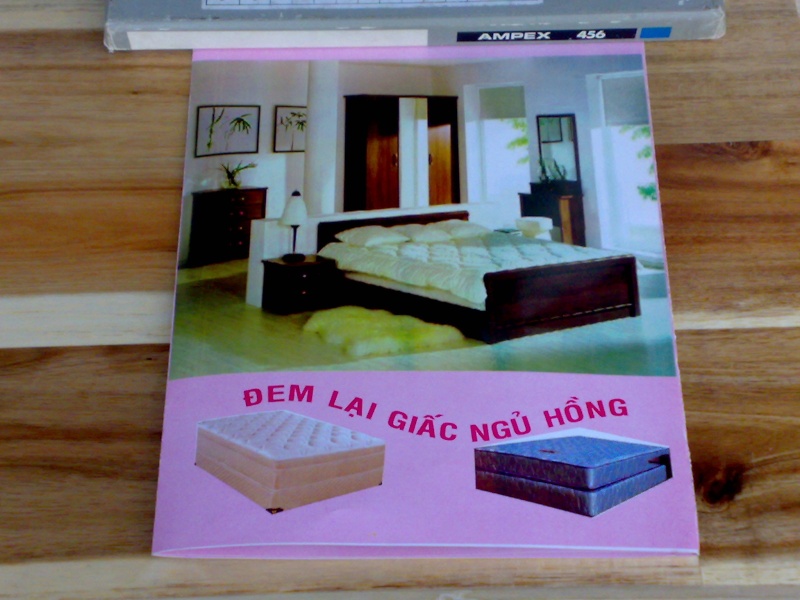 AMPEX 456
ĐEM LẠI GIẤC NGỦ HỒNG